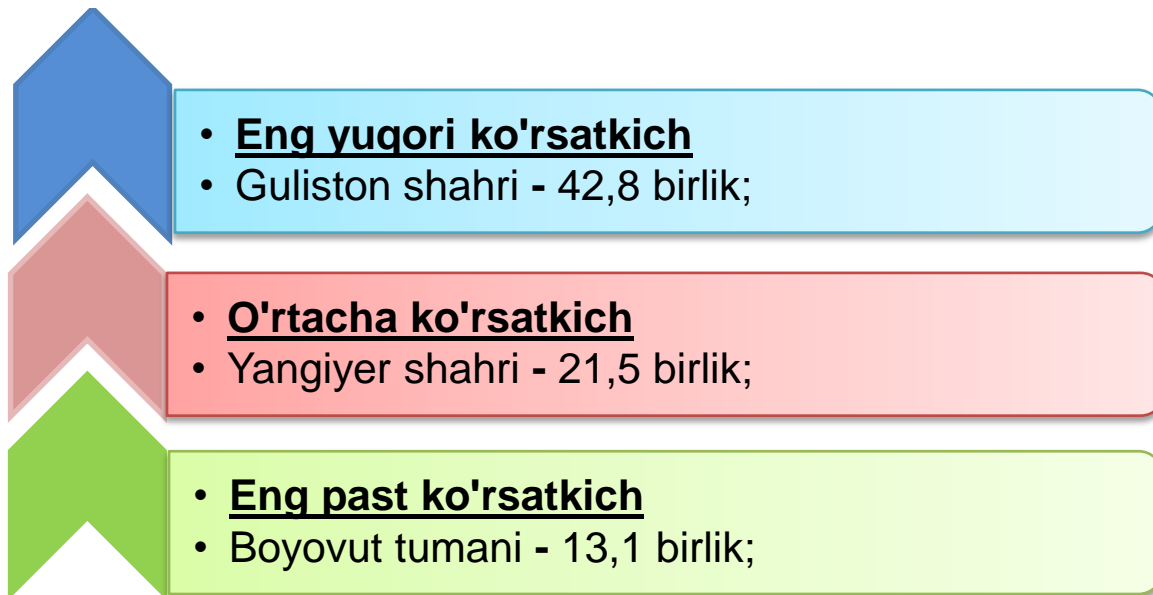 • Eng yuqori ko'rsatkich
• Guliston shahri - 42,8 birlik;
• O'rtacha ko'rsatkich
• Yangiyer shahri - 21,5 birlik;
• Eng past ko'rsatkich
• Boyovut tumani - 13,1 birlik;